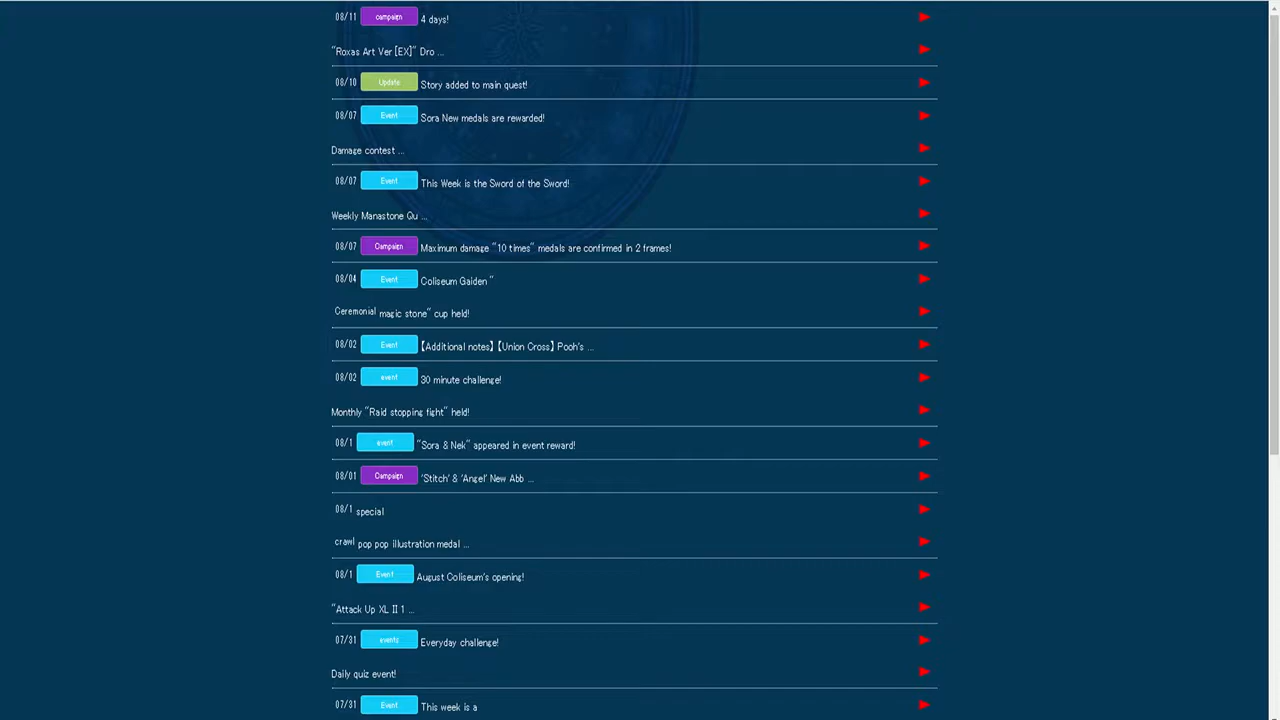 08/11 campaign 4 days!
"Roxas Art Ver [EX]" Dro ...
08/10 Update Story added to main quest!
08/07 Event Sora New medals are rewarded!
Damage contest ...
08/07 Event This Week is the Sword of the Sword!
Weekly Manastone Qu ...
08/07 Campaign Maximum damage "10 times" medals are confirmed in 2 frames!
08/04 Event Coliseum Gaiden "
Ceremonial magic stone" cup held!
08/02 Event 【Additional notes】【Union Cross】 Pooh's ...
08/02 event 30 minute challenge!
Monthly "Raid stopping fight" held!
08/1 event "Sora & Nek" appeared in event reward!
08/01 Campaign 'Stitch' & 'Angel' New Abb ...
08/1 special
crawl pop pop illustration medal ...
08/1 Event August Coliseum's opening!
"Attack Up XL II 1 ...
07/31 events Everyday challenge!
Daily quiz event!
07/31 Event This week is a